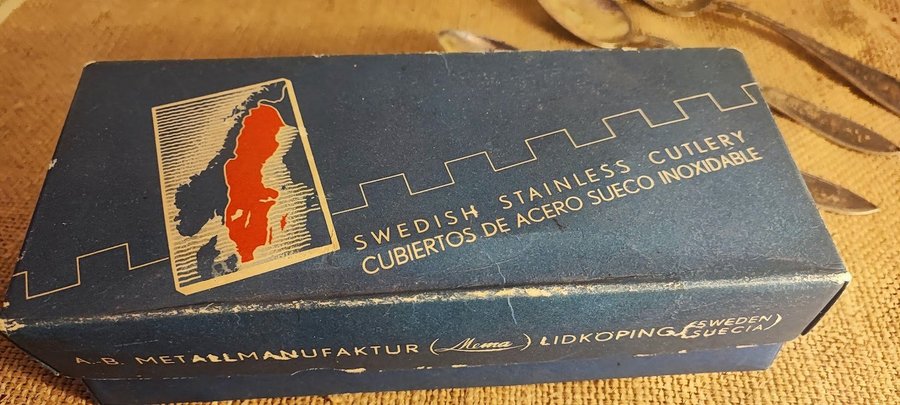 SWEDISH STAINLESS CUTLERY
CUBIERTOS DE ACERO SUECO INOXIDABLE
A.B. METALLMANUFAKTUR (Mema) LIDKOPING (SWEDEN
SUECIA)